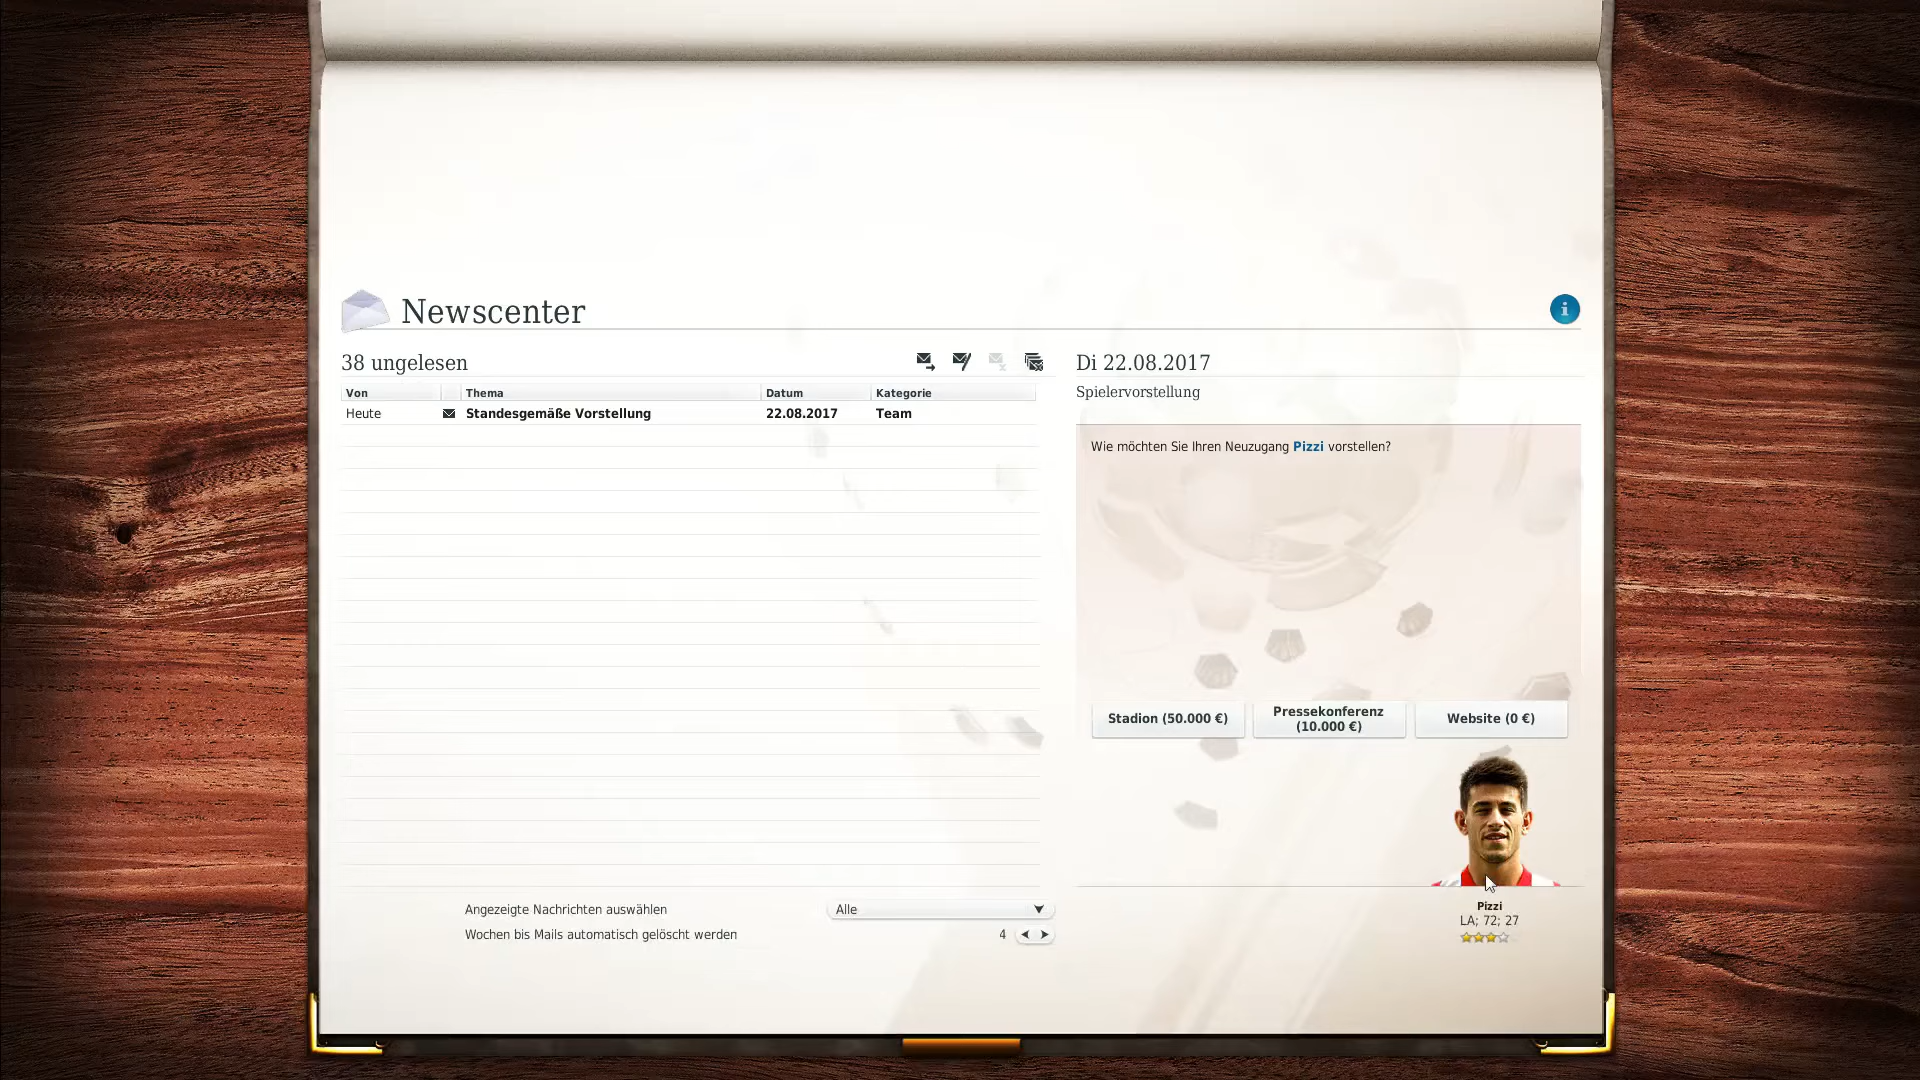 Newscenter
38 ungelesen
Von Thema Datum Kategorie
Heute Standesgemäße Vorstellung 22.08.2017 Team
Angezeigte Nachrichten auswählen Alle
Wochen bis Mails automatisch gelöscht werden 4
i
Di 22.08.2017
Spielervorstellung
Wie möchten Sie Ihren Neuzugang Pizzi vorstellen?
Stadion (50.000 €)
Pressekonferenz
(10.000 €)
Website (0 €)
Pizzi
LA; 72; 27